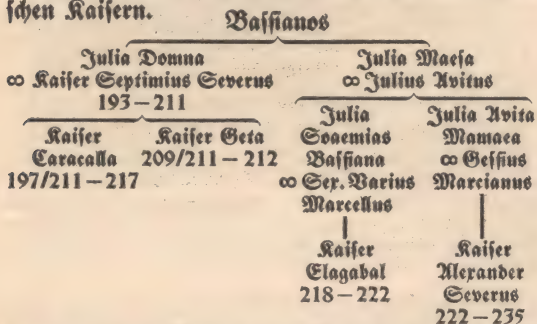 schen Kaisern.
Bassianos
Julia Domna
∞ Kaiser Septimius Severus
193–211
Julia Maesa
∞ Julius Avitus
Kaiser
Caracalla
197/211–217
Kaiser Geta
209/211–212
Julia
Soaemias
Bassiana
∞ Sex. Varius
Marcellus
Julia Avita
Mamaea
∞ Gessius
Marcianus
Kaiser
Elagabal
218–222
Kaiser
Alexander
Severus
222–235